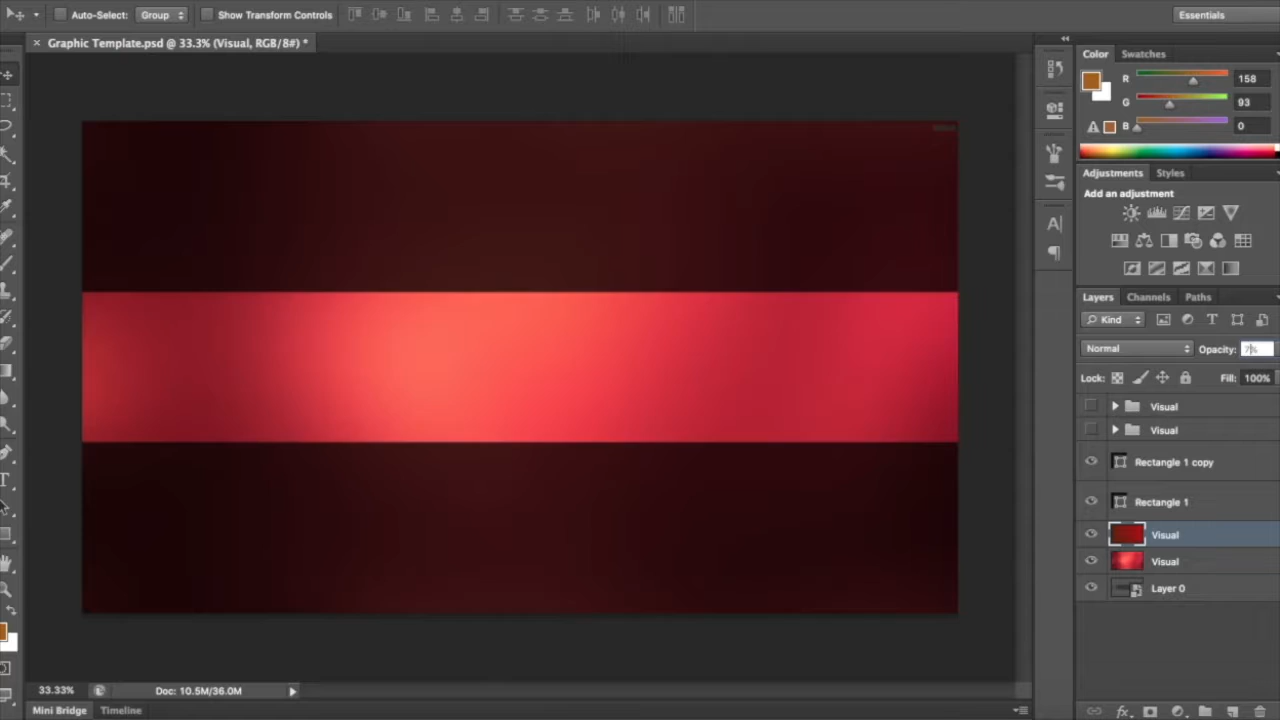 Auto-Select: Group Show Transform Controls Essentials
× Graphic Template.psd @ 33.3% (Visual, RGB/8#) *
Color Swatches
R 158
G 93
B 0
Adjustments Styles
Add an adjustment
Layers Channels Paths
Kind
Normal Opacity: 7%
Lock: Fill: 100%
Visual
Visual
Rectangle 1 copy
Rectangle 1
Visual
Visual
Layer 0
33.33% Doc: 10.5M/36.0M
Mini Bridge Timeline